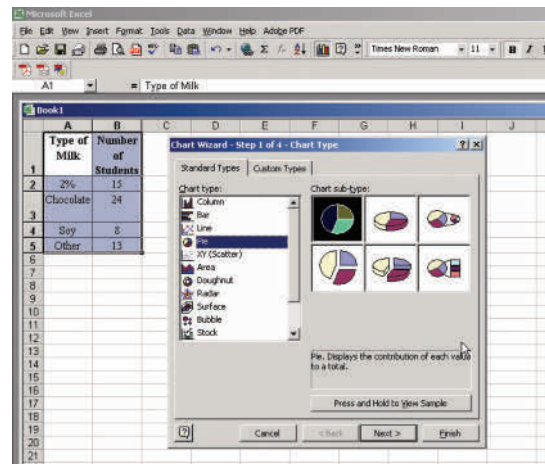 Microsoft Excel
File Edit View Insert Format Tools Data Window Help Adobe PDF
Times New Roman 11 B I
A1 = Type of Milk
Book1
A B C D E F G H I J
1 Type of Milk Number of Students
2 2% 15
3 Chocolate 24
4 Soy 8
5 Other 13
6
7
8
9
10
11
12
13
14
15
16
17
18
19
20
21
Chart Wizard - Step 1 of 4 - Chart Type
Standard Types Custom Types
Chart type:
Column
Bar
Line
Pie
XY (Scatter)
Area
Doughnut
Radar
Surface
Bubble
Stock
Chart sub-type:
Pie. Displays the contribution of each value
to a total.
Press and Hold to View Sample
Cancel < Back Next > Finish